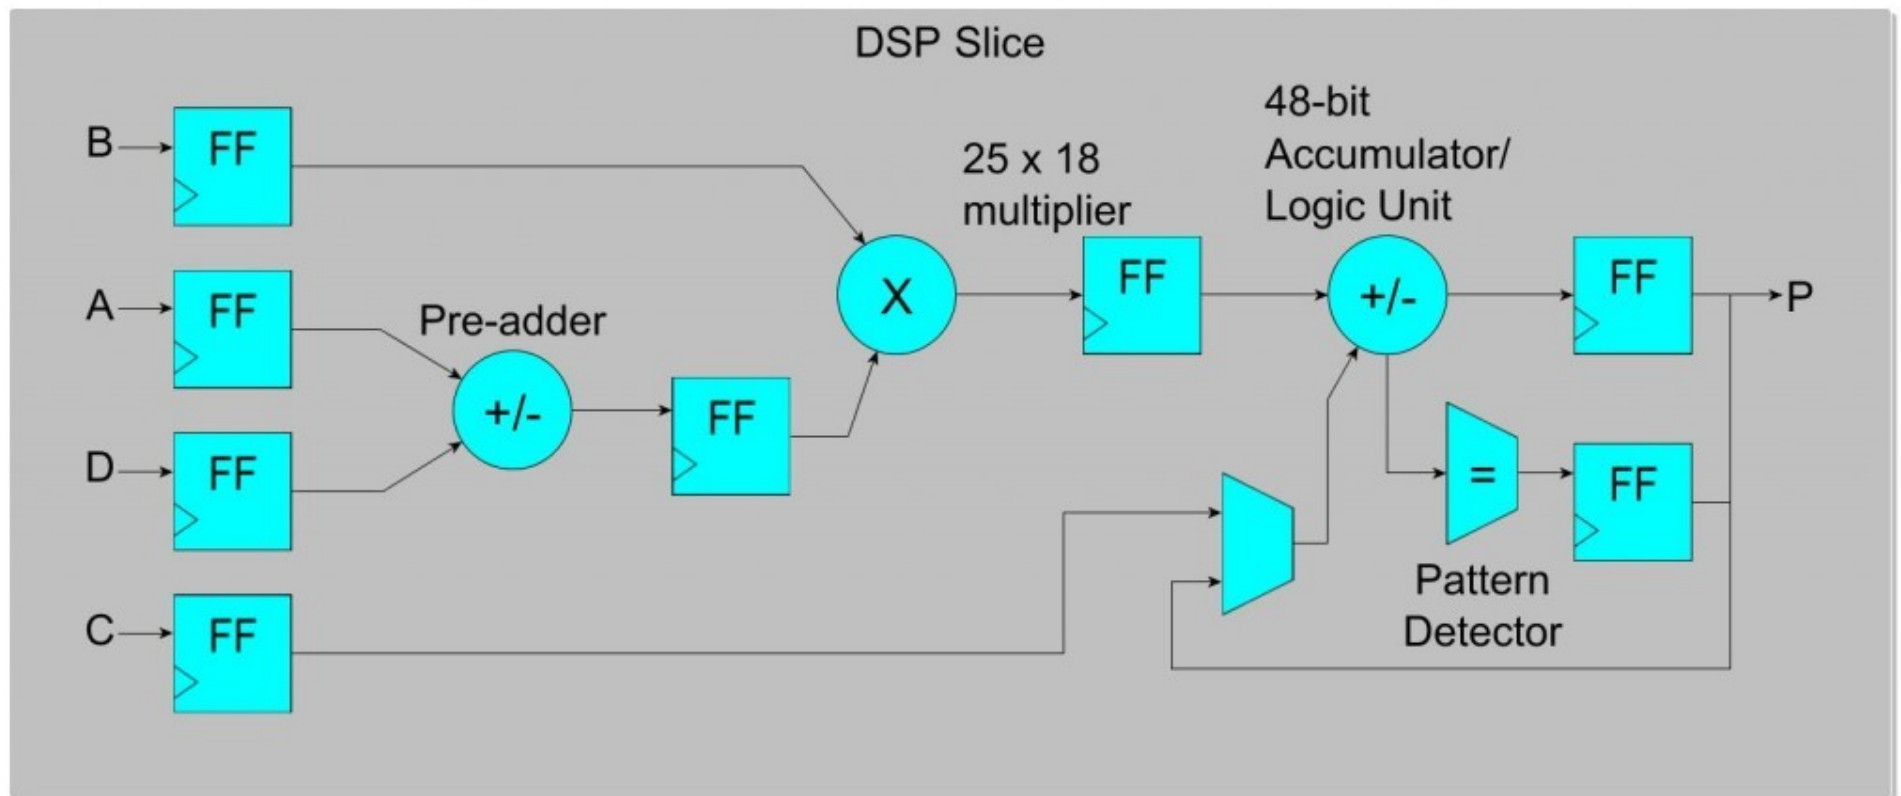 DSP Slice
48-bit
Accumulator/
Logic Unit
25 x 18
multiplier
B
FF
A
FF
Pre-adder
+/-
D
FF
FF
X
FF
+/-
FF
P
=
FF
Pattern
Detector
C
FF